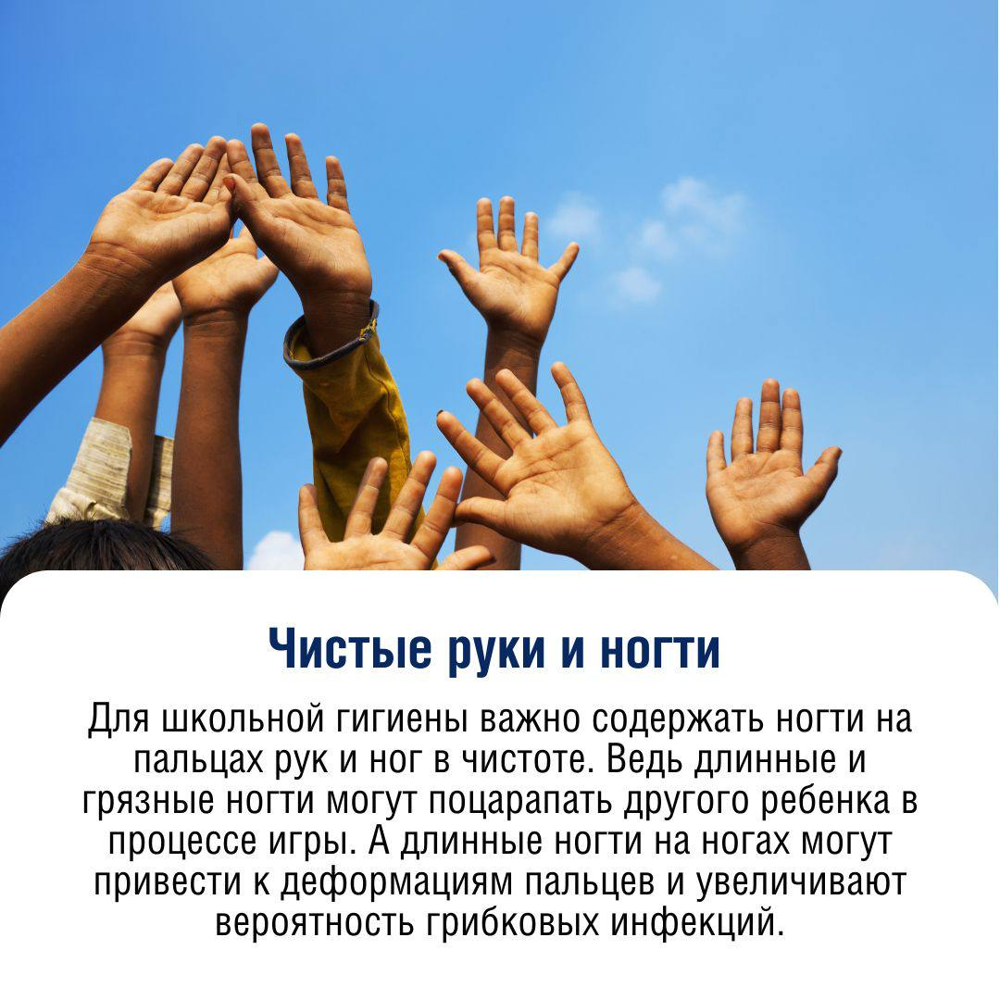 Чистые руки и ногти
Для школьной гигиены важно содержать ногти на
пальцах рук и ног в чистоте. Ведь длинные и
грязные ногти могут поцарапать другого ребенка в
процессе игры. А длинные ногти на ногах могут
привести к деформациям пальцев и увеличивают
вероятность грибковых инфекций.